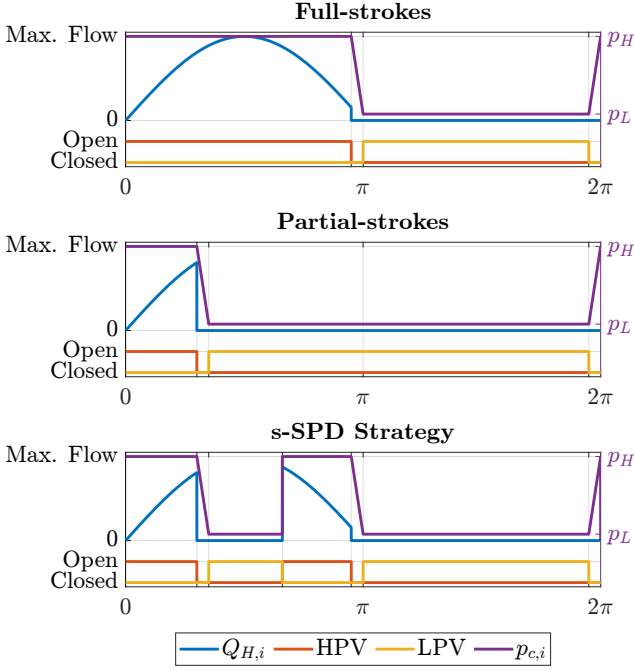 Full-strokes
Max. Flow
p_H
0
p_L
Open
Closed
0 π 2π
Partial-strokes
Max. Flow
p_H
0
p_L
Open
Closed
0 π 2π
s-SPD Strategy
Max. Flow
p_H
0
p_L
Open
Closed
0 π 2π
Q_{H,i} HPV LPV p_{c,i}